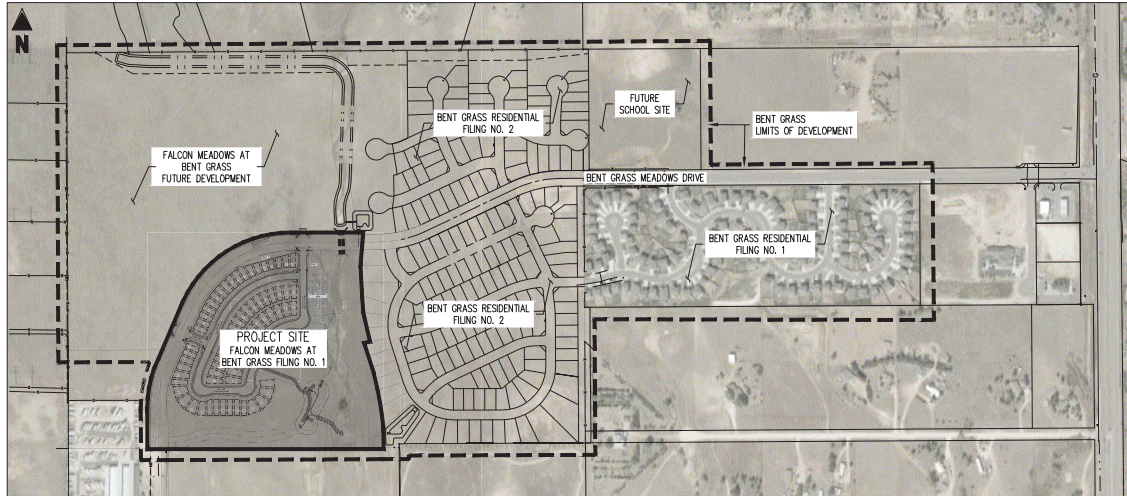 N
BENT GRASS RESIDENTIAL
FILING NO. 2
FUTURE
SCHOOL SITE
BENT GRASS
LIMITS OF DEVELOPMENT
FALCON MEADOWS AT
BENT GRASS
FUTURE DEVELOPMENT
BENT GRASS MEADOWS DRIVE
BENT GRASS RESIDENTIAL
FILING NO. 1
BENT GRASS RESIDENTIAL
FILING NO. 2
PROJECT SITE
FALCON MEADOWS AT
BENT GRASS FILING NO. 1